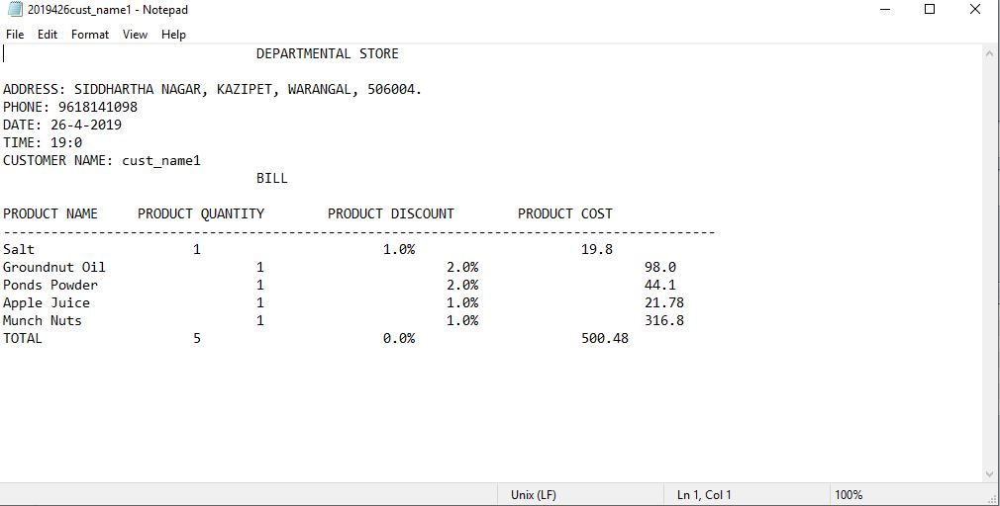 2019426cust_name1 - Notepad
File Edit Format View Help
DEPARTMENTAL STORE
ADDRESS: SIDDHARTHA NAGAR, KAZIPET, WARANGAL, 506004.
PHONE: 9618141098
DATE: 26-4-2019
TIME: 19:0
CUSTOMER NAME: cust_name1
BILL
PRODUCT NAME PRODUCT QUANTITY PRODUCT DISCOUNT PRODUCT COST
------------------------------------------------------------------------------------------
Salt 1 1.0% 19.8
Groundnut Oil 1 2.0% 98.0
Ponds Powder 1 2.0% 44.1
Apple Juice 1 1.0% 21.78
Munch Nuts 1 1.0% 316.8
TOTAL 5 0.0% 500.48
Unix (LF) Ln 1, Col 1 100%